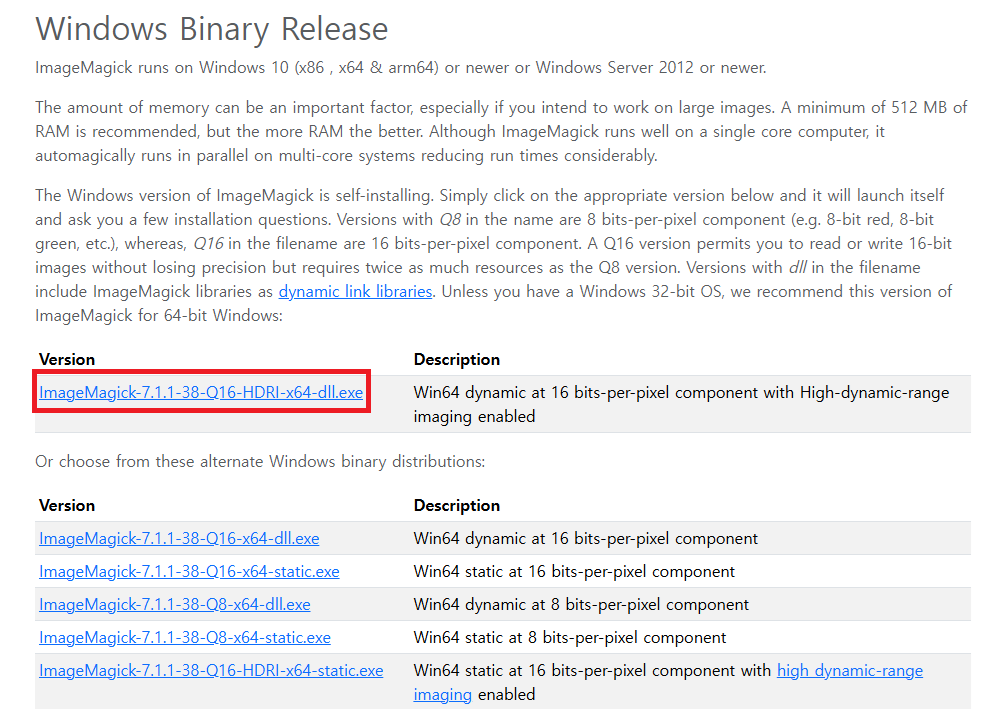 Windows Binary Release
ImageMagick runs on Windows 10 (x86 , x64 & arm64) or newer or Windows Server 2012 or newer.
The amount of memory can be an important factor, especially if you intend to work on large images. A minimum of 512 MB of
RAM is recommended, but the more RAM the better. Although ImageMagick runs well on a single core computer, it
automagically runs in parallel on multi-core systems reducing run times considerably.
The Windows version of ImageMagick is self-installing. Simply click on the appropriate version below and it will launch itself
and ask you a few installation questions. Versions with Q8 in the name are 8 bits-per-pixel component (e.g. 8-bit red, 8-bit
green, etc.), whereas, Q16 in the filename are 16 bits-per-pixel component. A Q16 version permits you to read or write 16-bit
images without losing precision but requires twice as much resources as the Q8 version. Versions with dll in the filename
include ImageMagick libraries as dynamic link libraries. Unless you have a Windows 32-bit OS, we recommend this version of
ImageMagick for 64-bit Windows:
Version Description
ImageMagick-7.1.1-38-Q16-HDRI-x64-dll.exe Win64 dynamic at 16 bits-per-pixel component with High-dynamic-range
imaging enabled
Or choose from these alternate Windows binary distributions:
Version Description
ImageMagick-7.1.1-38-Q16-x64-dll.exe Win64 dynamic at 16 bits-per-pixel component
ImageMagick-7.1.1-38-Q16-x64-static.exe Win64 static at 16 bits-per-pixel component
ImageMagick-7.1.1-38-Q8-x64-dll.exe Win64 dynamic at 8 bits-per-pixel component
ImageMagick-7.1.1-38-Q8-x64-static.exe Win64 static at 8 bits-per-pixel component
ImageMagick-7.1.1-38-Q16-HDRI-x64-static.exe Win64 static at 16 bits-per-pixel component with high dynamic-range
imaging enabled